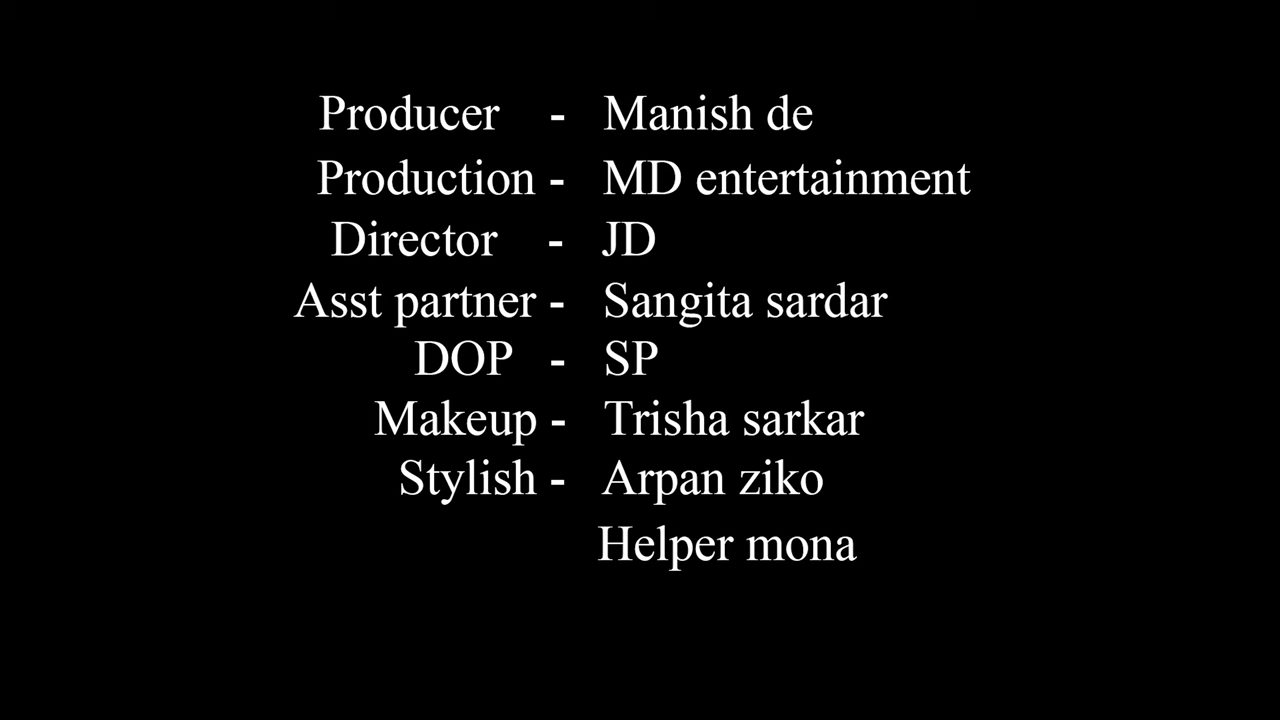 Producer - Manish de
Production - MD entertainment
Director - JD
Asst partner - Sangita sardar
DOP - SP
Makeup - Trisha sarkar
Stylish - Arpan ziko
Helper mona